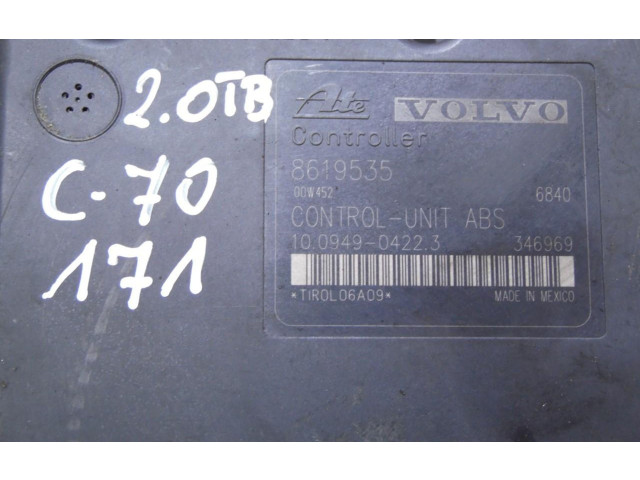 2.0TB
C-70
171
Ate VOLVO
Controller
8619535
00W452 6840
CONTROL-UNIT ABS
10.0949-0422.3 346969
*TIROL06A09* MADE IN MEXICO